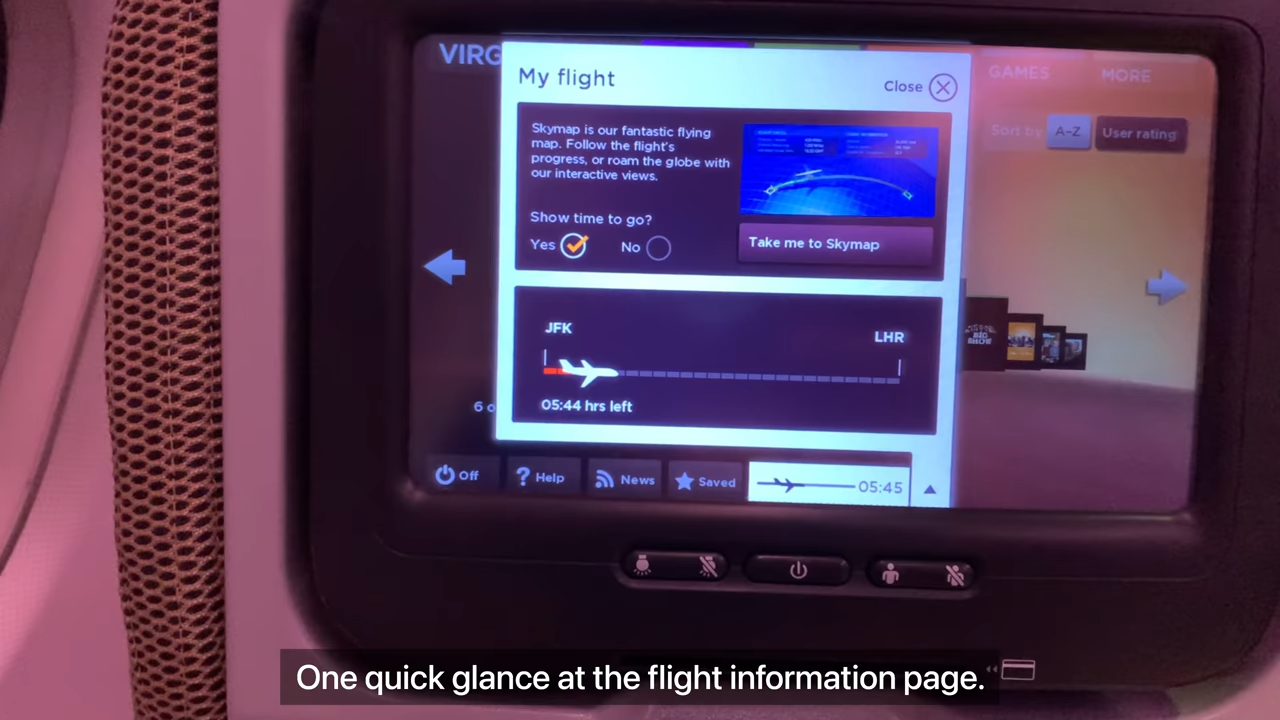 VIRG
My flight
Close
GAMES
MORE
Skymap is our fantastic flying
map. Follow the flight's
progress, or roam the globe with
our interactive views.
Sort by
A-Z
User rating
Show time to go?
Yes
No
Take me to Skymap
JFK
LHR
05:44 hrs left
6 o
Off
Help
News
Saved
05:45
One quick glance at the flight information page.